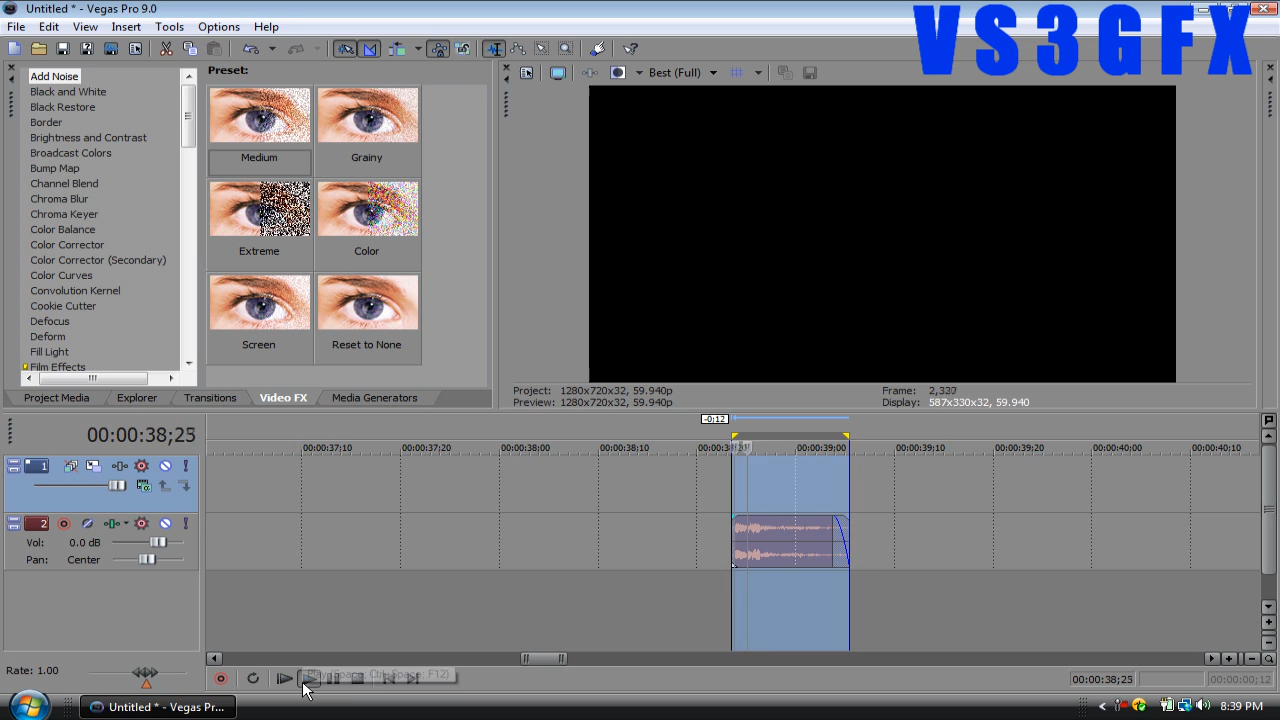 Untitled * - Vegas Pro 9.0
File Edit View Insert Tools Options Help
VS3GFX
Add Noise
Black and White
Black Restore
Border
Brightness and Contrast
Broadcast Colors
Bump Map
Channel Blend
Chroma Blur
Chroma Keyer
Color Balance
Color Corrector
Color Corrector (Secondary)
Color Curves
Convolution Kernel
Cookie Cutter
Defocus
Deform
Fill Light
Film Effects
Preset:
Medium Grainy
Extreme Color
Screen Reset to None
Best (Full)
Project: 1280x720x32, 59.940p
Preview: 1280x720x32, 59.940p
Frame:
Display: 587x330x32, 59.940
Project Media Explorer Transitions Video FX Media Generators
00:00:38;25
-0;12
00:00:37;10 00:00:37;20 00:00:38;00 00:00:38;10 00:00:39;00 00:00:39;10 00:00:39;20 00:00:40;00 00:00:40;10
1
2
Vol: 0.0 dB
Pan: Center
Rate: 1.00
Play (Space, Ctrl+Space, F12)
00:00:38;25 00:00:00;12
Untitled * - Vegas Pr...
8:39 PM